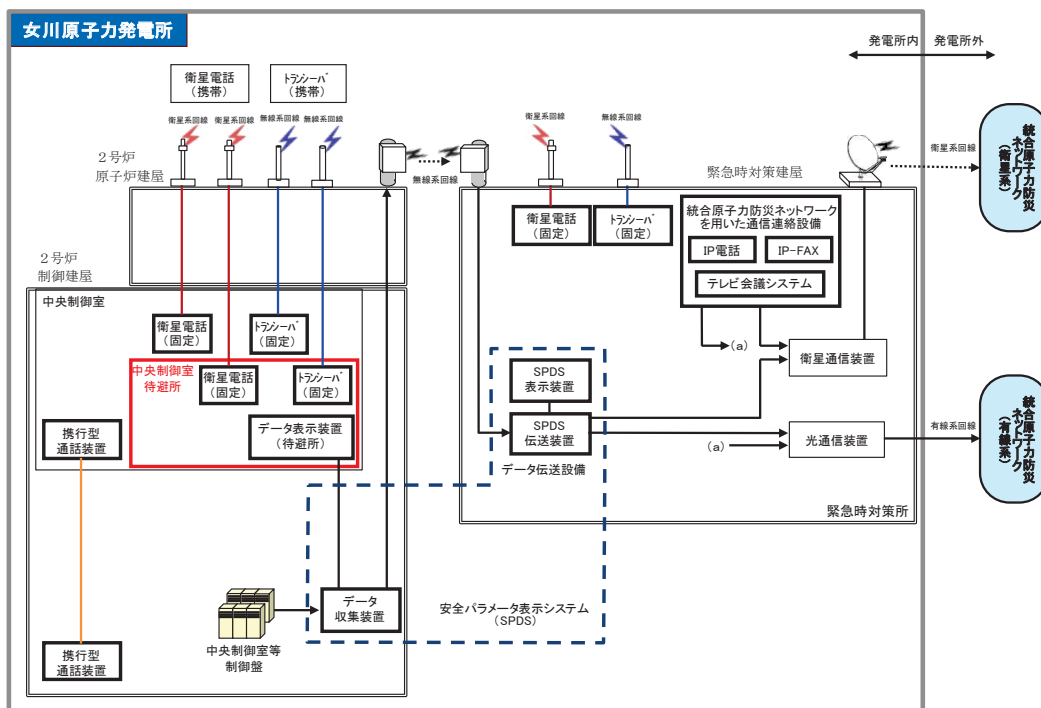 女川原子力発電所
発電所内
発電所外
衛星電話
(携帯)
トランシーバ
(携帯)
衛星系回線
衛星系回線
無線系回線
無線系回線
2号炉
原子炉建屋
無線系回線
衛星系回線
無線系回線
緊急時対策建屋
衛星系回線
統合原子力防災
ネットワーク
(衛星系)
衛星電話
(固定)
トランシーバ
(固定)
統合原子力防災ネットワーク
を用いた通信連絡設備
IP電話
IP-FAX
テレビ会議システム
2号炉
制御建屋
中央制御室
衛星電話
(固定)
トランシーバ
(固定)
中央制御室
待避所
衛星電話
(固定)
トランシーバ
(固定)
データ表示装置
(待避所)
携行型
通話装置
(a)
衛星通信装置
SPDS
表示装置
SPDS
伝送装置
データ伝送設備
(a)
光通信装置
有線系回線
統合原子力防災
ネットワーク
(有線系)
緊急時対策所
データ
収集装置
安全パラメータ表示システム
(SPDS)
中央制御室等
制御盤
携行型
通話装置